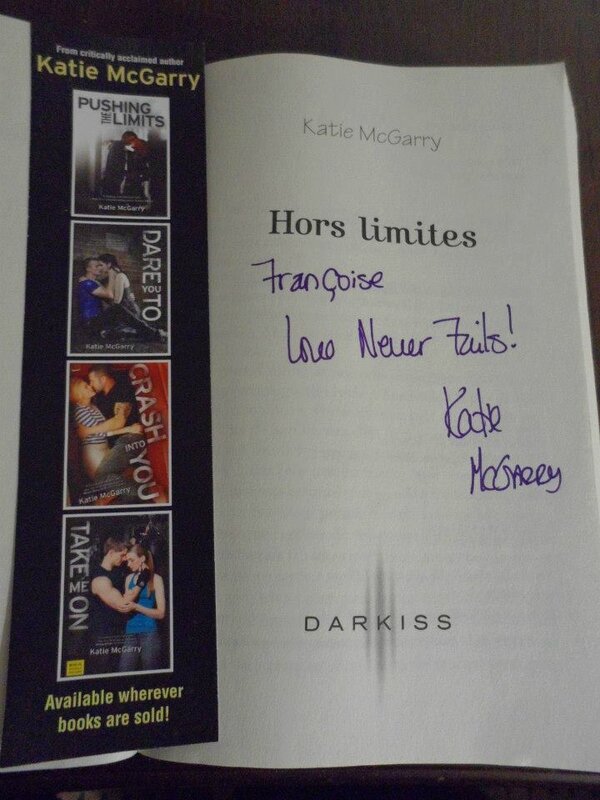 From critically acclaimed author
Katie McGarry
PUSHING
THE LIMITS
Katie McGarry
DARE YOU TO
Katie McGarry
CRASH INTO YOU
Katie McGarry
TAKE ME ON
Katie McGarry
Available wherever
books are sold!
Katie McGarry
Hors limites
Françoise
Love Never Fails!
Katie
McGarry
DARKISS